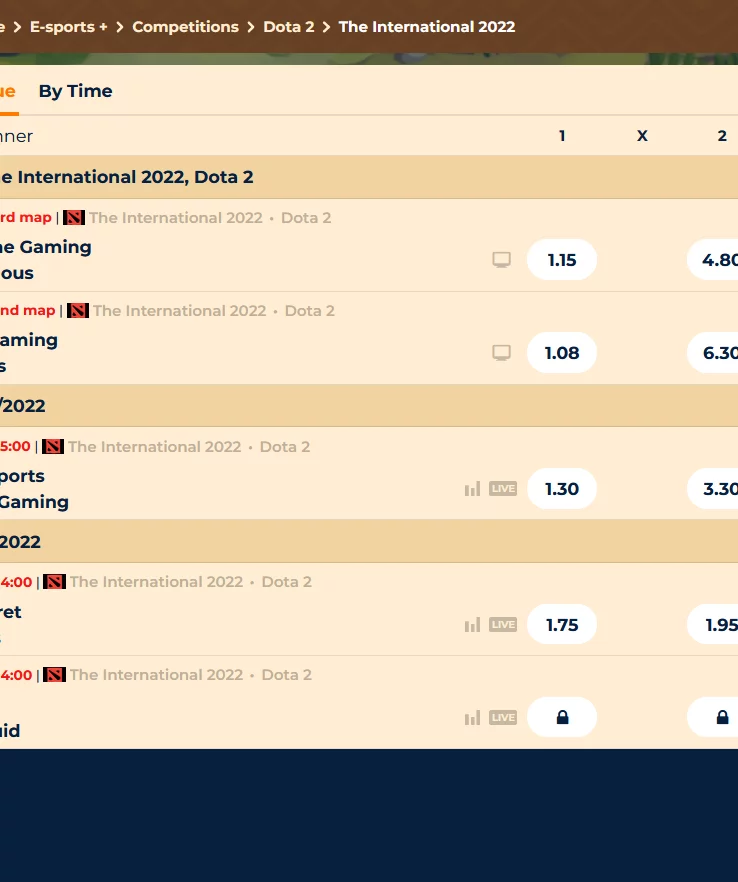 e > E-sports + > Competitions > Dota 2 > The International 2022
ue By Time
nner 1 X 2
e International 2022, Dota 2
rd map | The International 2022 • Dota 2
ne Gaming 1.15 4.80
ous
nd map | The International 2022 • Dota 2
aming 1.08 6.30
s
/2022
5:00 | The International 2022 • Dota 2
ports LIVE 1.30 3.30
Gaming
2022
4:00 | The International 2022 • Dota 2
ret LIVE 1.75 1.95
4:00 | The International 2022 • Dota 2
LIVE
uid